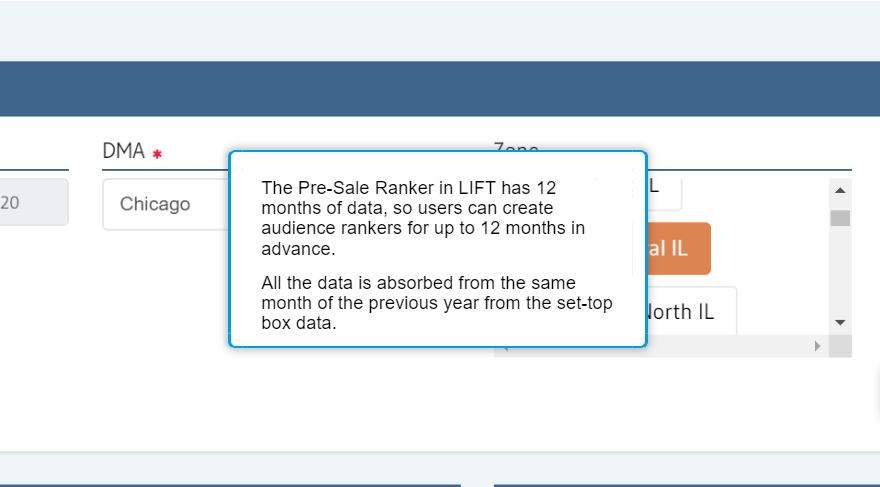 DMA *
Zone
20
Chicago
The Pre-Sale Ranker in LIFT has 12
months of data, so users can create
audience rankers for up to 12 months in
advance.
All the data is absorbed from the same
month of the previous year from the set-top
box data.
L
al IL
North IL